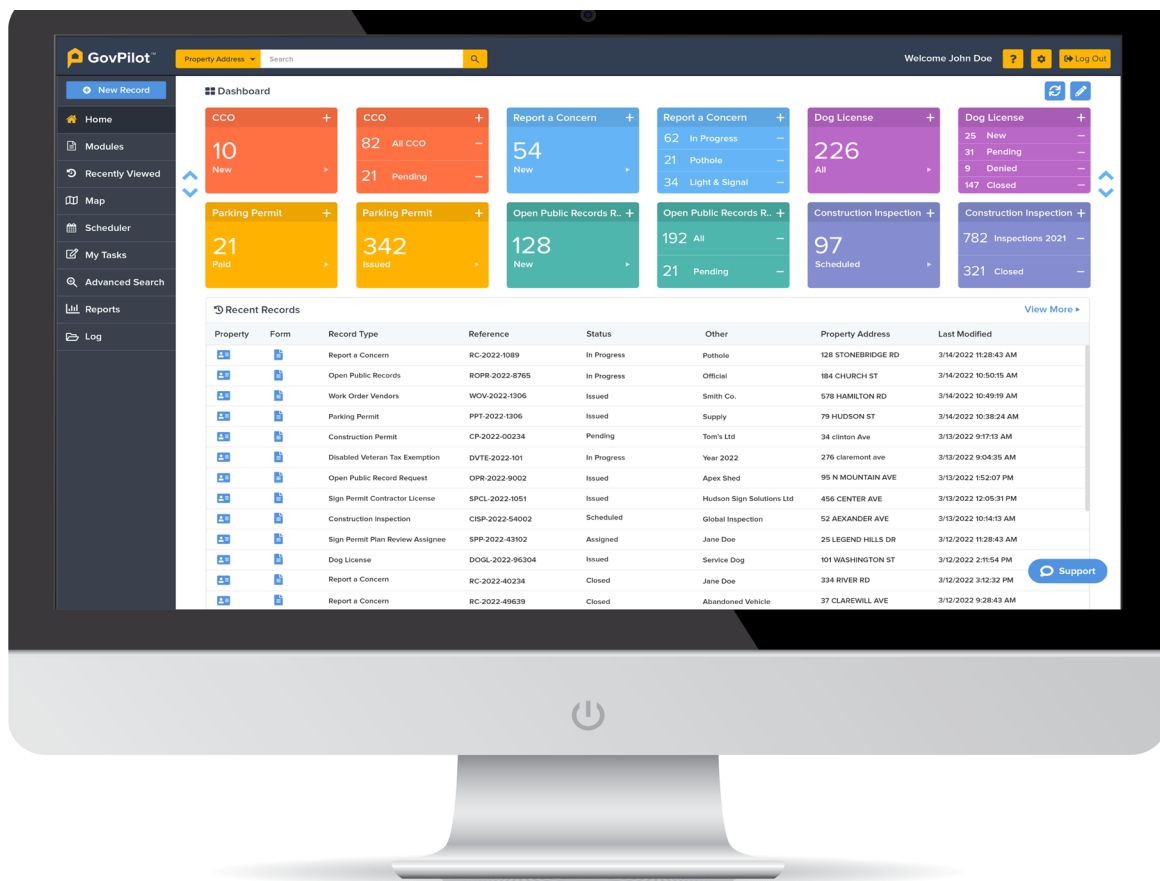 GovPilot™
Property Address
Search
Welcome John Doe
?
Log Out
New Record
Home
Modules
Recently Viewed
Map
Scheduler
My Tasks
Advanced Search
Reports
Log
Dashboard
CCO +
10
New
CCO +
82 All CCO
21 Pending
Report a Concern +
54
New
Report a Concern +
62 In Progress
21 Pothole
34 Light & Signal
Dog License +
226
All
Dog License +
25 New
31 Pending
9 Denied
147 Closed
Parking Permit +
21
Paid
Parking Permit +
342
Issued
Open Public Records R.. +
128
New
Open Public Records R.. +
192 All
21 Pending
Construction Inspection +
97
Scheduled
Construction Inspection +
782 Inspections 2021
321 Closed
Recent Records
View More
Property Form Record Type Reference Status Other Property Address Last Modified
Report a Concern RC-2022-1089 In Progress Pothole 128 STONEBRIDGE RD 3/14/2022 11:28:43 AM
Open Public Records ROPR-2022-8765 In Progress Official 184 CHURCH ST 3/14/2022 10:50:15 AM
Work Order Vendors WOV-2022-1306 Issued Smith Co. 578 HAMILTON RD 3/14/2022 10:49:19 AM
Parking Permit PPT-2022-1306 Issued Supply 79 HUDSON ST 3/14/2022 10:38:24 AM
Construction Permit CP-2022-00234 Pending Tom's Ltd 34 clinton Ave 3/13/2022 9:17:13 AM
Disabled Veteran Tax Exemption DVTE-2022-101 In Progress Year 2022 276 claremont ave 3/13/2022 9:04:35 AM
Open Public Record Request OPR-2022-9002 Issued Apex Shed 95 N MOUNTAIN AVE 3/13/2022 1:52:07 PM
Sign Permit Contractor License SPCL-2022-1051 Issued Hudson Sign Solutions Ltd 456 CENTER AVE 3/13/2022 12:05:31 PM
Construction Inspection CISP-2022-54002 Scheduled Global Inspection 52 AEXANDER AVE 3/13/2022 10:14:13 AM
Sign Permit Plan Review Assignee SPP-2022-43102 Assigned Jane Doe 25 LEGEND HILLS DR 3/12/2022 11:28:43 AM
Dog License DOGL-2022-96304 Issued Service Dog 101 WASHINGTON ST 3/12/2022 2:11:54 PM
Report a Concern RC-2022-40234 Closed Jane Doe 334 RIVER RD 3/12/2022 3:12:32 PM
Report a Concern RC-2022-49639 Closed Abandoned Vehicle 37 CLAREWILL AVE 3/12/2022 9:28:43 AM
Support